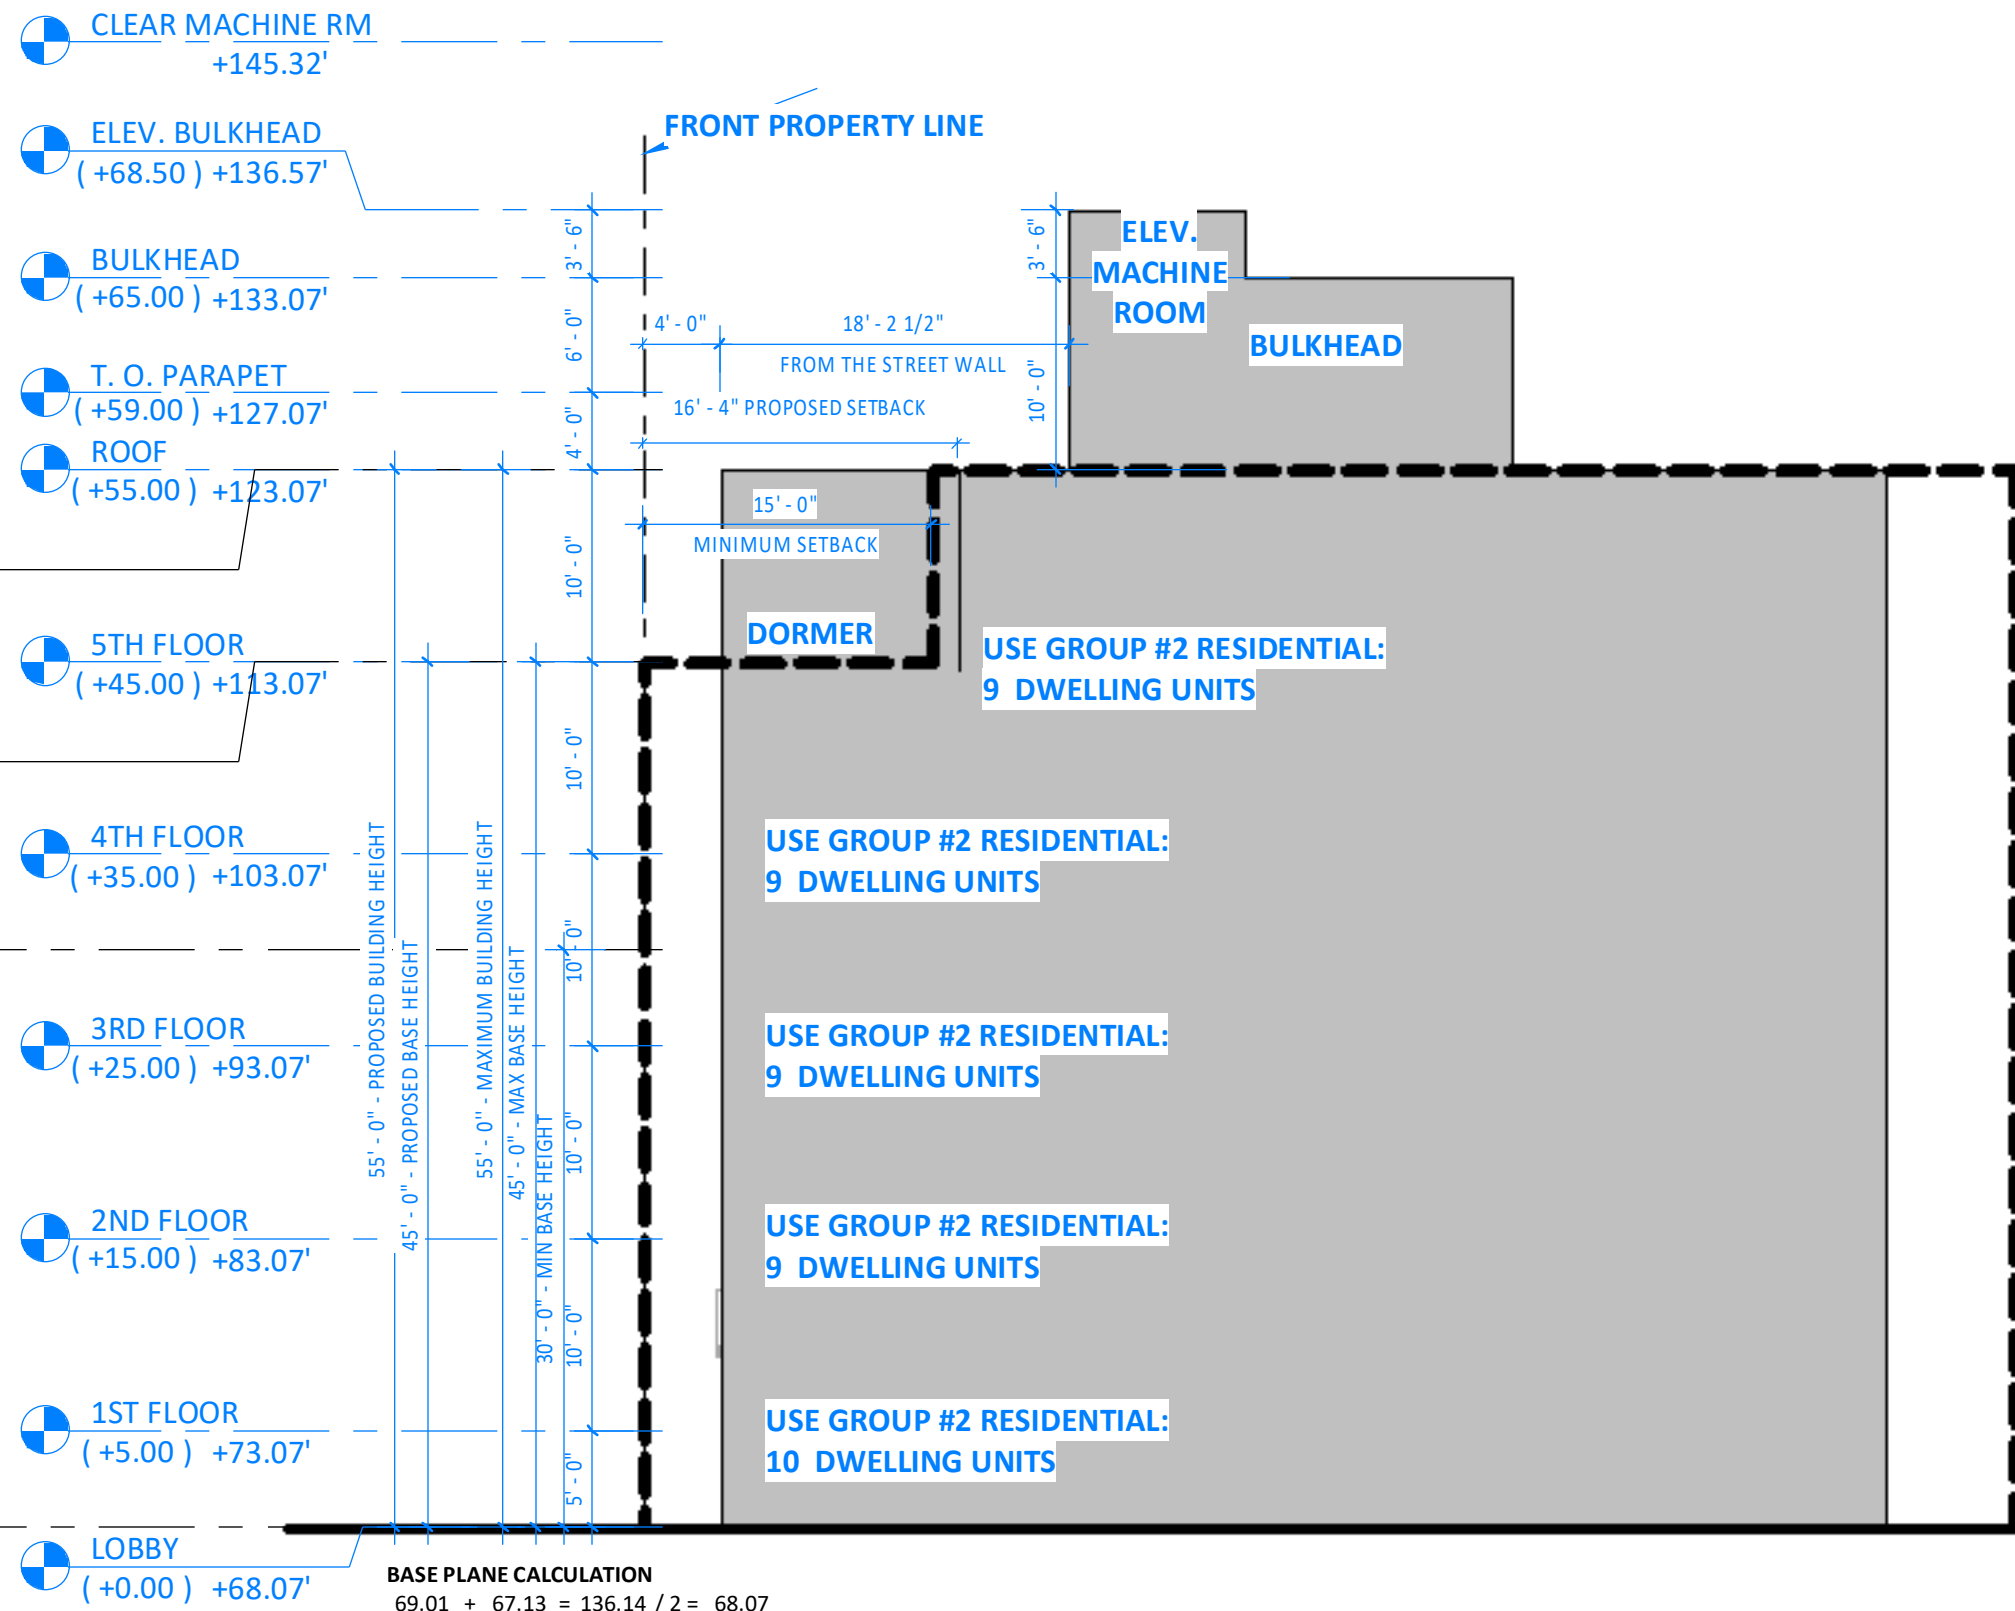 CLEAR MACHINE RM
+145.32'
ELEV. BULKHEAD
( +68.50 ) +136.57'
BULKHEAD
( +65.00 ) +133.07'
T. O. PARAPET
( +59.00 ) +127.07'
ROOF
( +55.00 ) +123.07'
5TH FLOOR
( +45.00 ) +113.07'
4TH FLOOR
( +35.00 ) +103.07'
3RD FLOOR
( +25.00 ) +93.07'
2ND FLOOR
( +15.00 ) +83.07'
1ST FLOOR
( +5.00 ) +73.07'
LOBBY
( +0.00 ) +68.07'
55' - 0" - PROPOSED BUILDING HEIGHT
45' - 0" - PROPOSED BASE HEIGHT
55' - 0" - MAXIMUM BUILDING HEIGHT
45' - 0" - MAX BASE HEIGHT
30' - 0" - MIN BASE HEIGHT
3' - 6"
6' - 0"
4' - 0"
10' - 0"
10' - 0"
10' - 0"
10' - 0"
10' - 0"
5' - 0"
FRONT PROPERTY LINE
4' - 0"
18' - 2 1/2"
FROM THE STREET WALL
16' - 4" PROPOSED SETBACK
3' - 6"
10' - 0"
ELEV.
MACHINE
ROOM
BULKHEAD
15' - 0"
MINIMUM SETBACK
DORMER
USE GROUP #2 RESIDENTIAL:
9 DWELLING UNITS
USE GROUP #2 RESIDENTIAL:
9 DWELLING UNITS
USE GROUP #2 RESIDENTIAL:
9 DWELLING UNITS
USE GROUP #2 RESIDENTIAL:
9 DWELLING UNITS
USE GROUP #2 RESIDENTIAL:
10 DWELLING UNITS
BASE PLANE CALCULATION
69.01 + 67.13 = 136.14 / 2 = 68.07